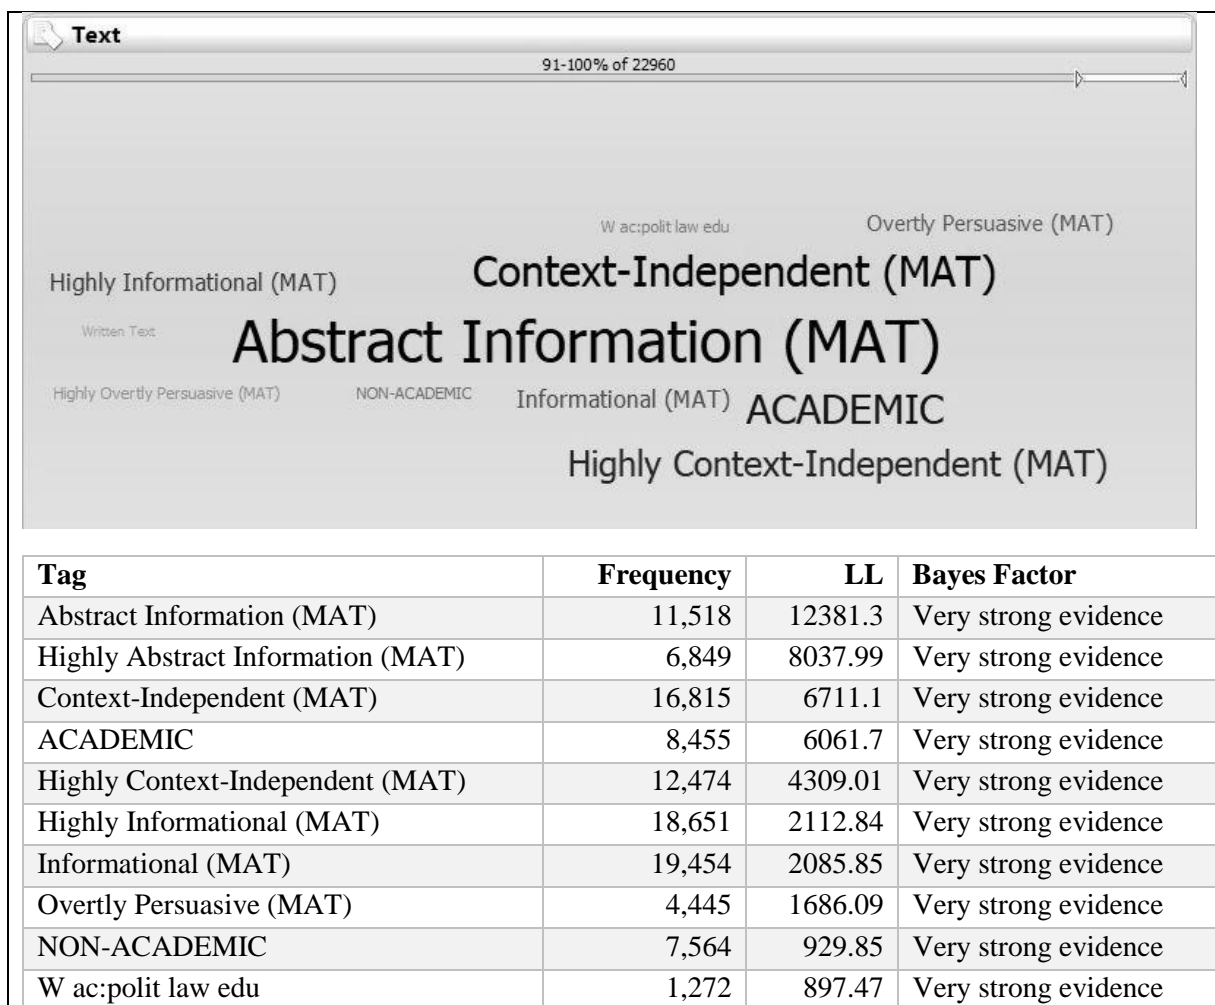 Text
91-100% of 22960
W ac:polit law edu Overtly Persuasive (MAT)
Highly Informational (MAT) Context-Independent (MAT)
Written Text Abstract Information (MAT)
Highly Overtly Persuasive (MAT) NON-ACADEMIC Informational (MAT) ACADEMIC
Highly Context-Independent (MAT)
Tag Frequency LL Bayes Factor
Abstract Information (MAT) 11,518 12381.3 Very strong evidence
Highly Abstract Information (MAT) 6,849 8037.99 Very strong evidence
Context-Independent (MAT) 16,815 6711.1 Very strong evidence
ACADEMIC 8,455 6061.7 Very strong evidence
Highly Context-Independent (MAT) 12,474 4309.01 Very strong evidence
Highly Informational (MAT) 18,651 2112.84 Very strong evidence
Informational (MAT) 19,454 2085.85 Very strong evidence
Overtly Persuasive (MAT) 4,445 1686.09 Very strong evidence
NON-ACADEMIC 7,564 929.85 Very strong evidence
W ac:polit law edu 1,272 897.47 Very strong evidence